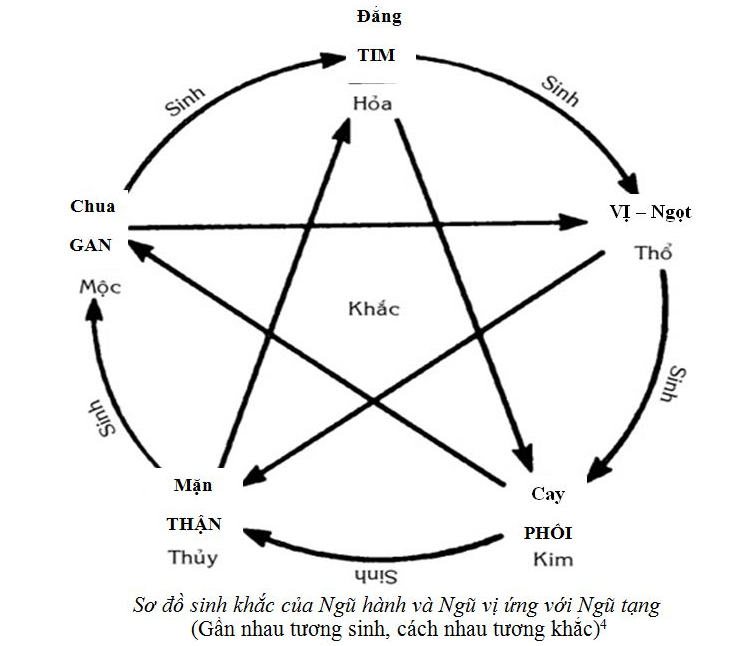 Đắng
TIM
Hỏa
Sinh
Sinh
Chua
GAN
Mộc
VỊ – Ngọt
Thổ
Khắc
Sinh
Sinh
Mặn
THẬN
Thủy
Cay
PHỔI
Kim
Sinh
Sơ đồ sinh khắc của Ngũ hành và Ngũ vị ứng với Ngũ tạng
(Gần nhau tương sinh, cách nhau tương khắc)4